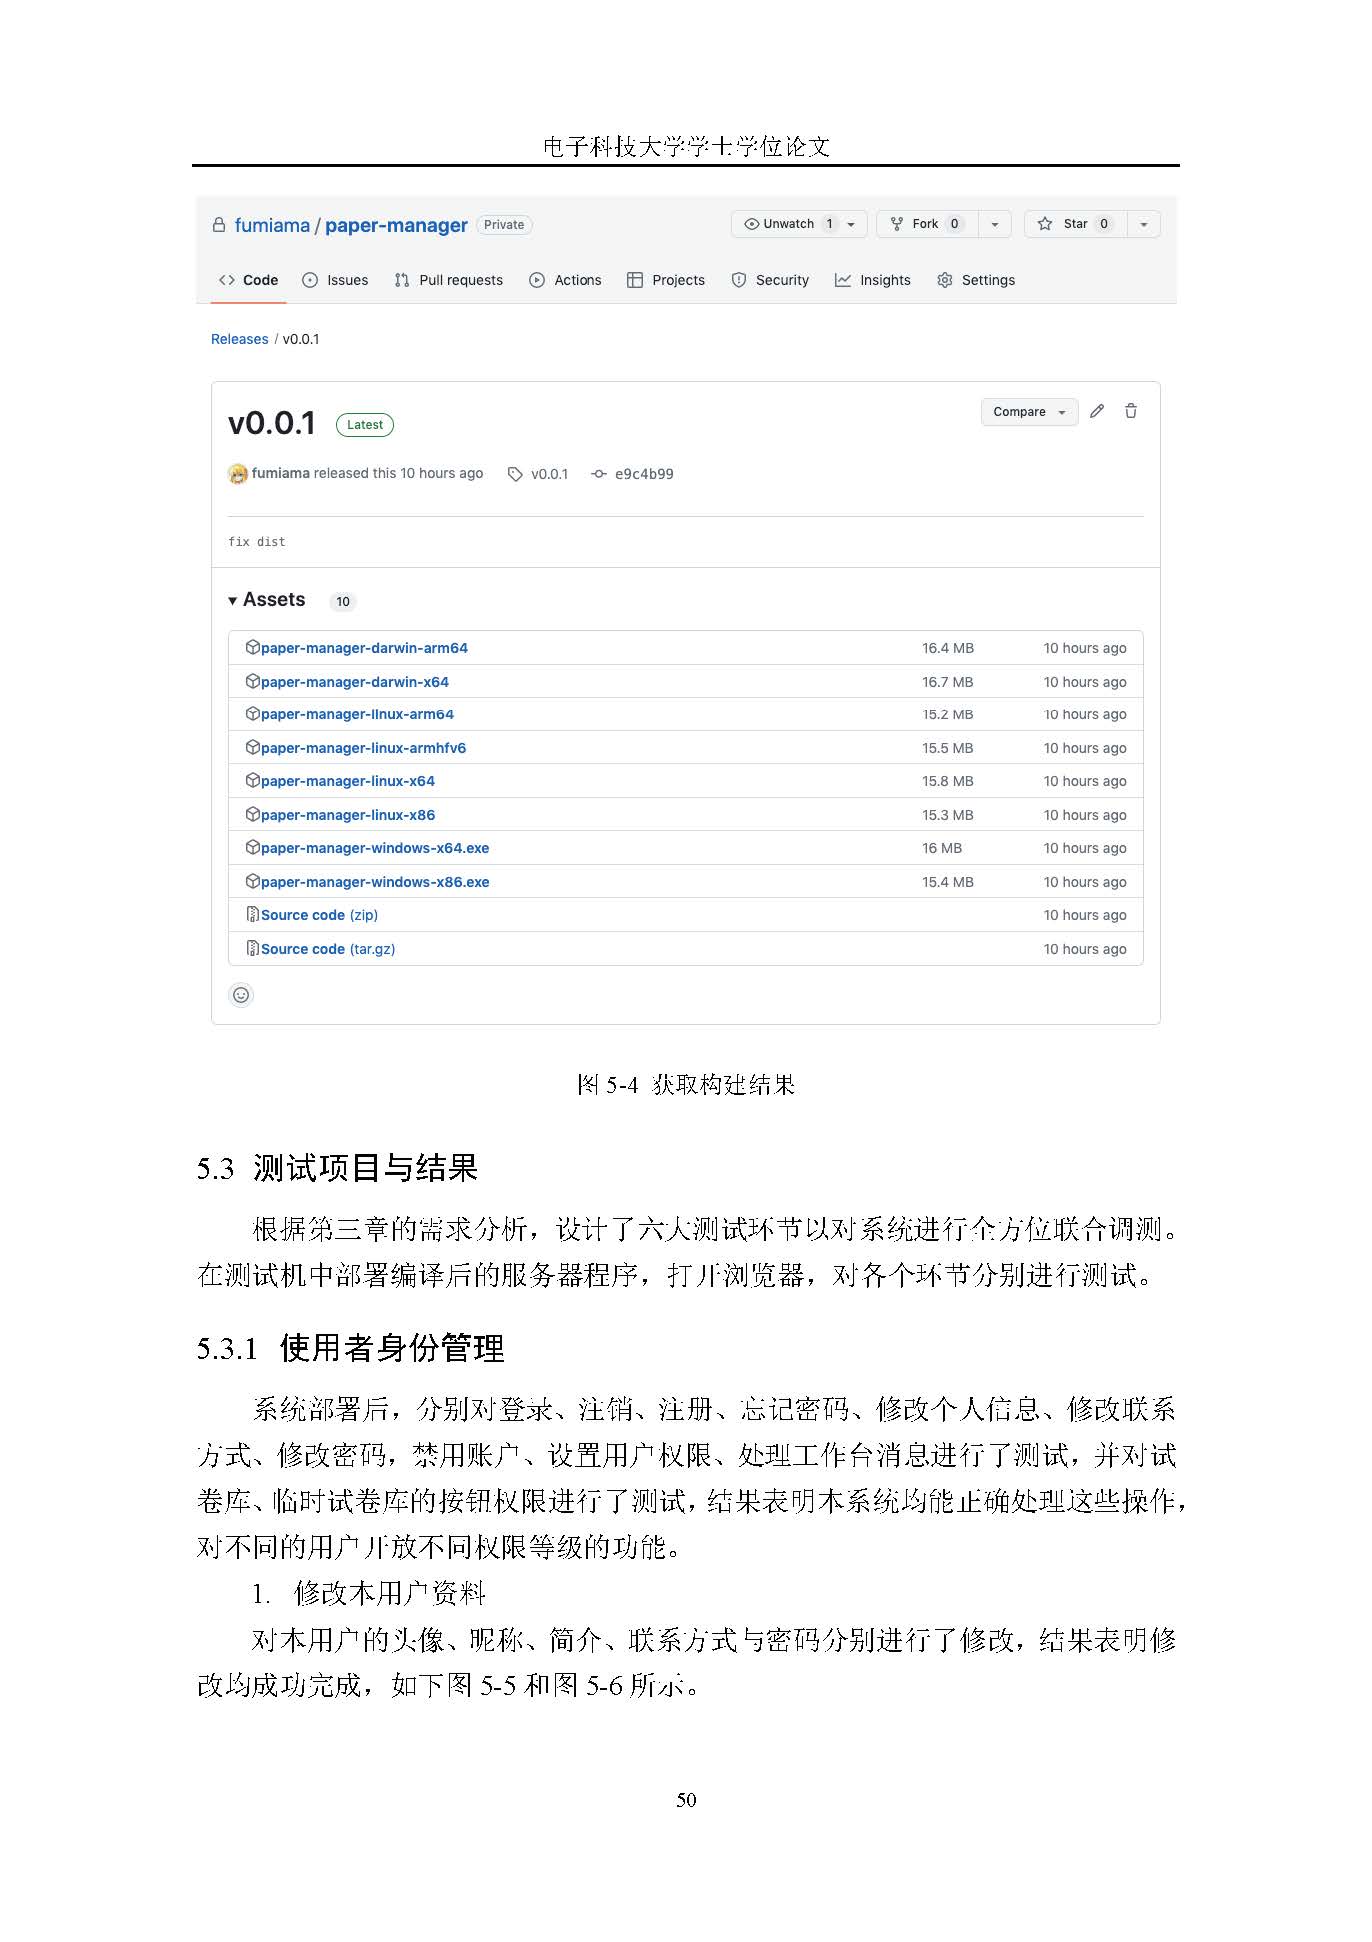 电子科技大学学士学位论文
fumiama / paper-manager Private Unwatch 1 Fork 0 Star 0
Code Issues Pull requests Actions Projects Security Insights Settings
Releases / v0.0.1
v0.0.1 Latest Compare
fumiama released this 10 hours ago v0.0.1 e9c4b99
fix dist
Assets 10
paper-manager-darwin-arm64 16.4 MB 10 hours ago
paper-manager-darwin-x64 16.7 MB 10 hours ago
paper-manager-linux-arm64 15.2 MB 10 hours ago
paper-manager-linux-armhfv6 15.5 MB 10 hours ago
paper-manager-linux-x64 15.8 MB 10 hours ago
paper-manager-linux-x86 15.3 MB 10 hours ago
paper-manager-windows-x64.exe 16 MB 10 hours ago
paper-manager-windows-x86.exe 15.4 MB 10 hours ago
Source code (zip) 10 hours ago
Source code (tar.gz) 10 hours ago
图 5-4 获取构建结果
5.3 测试项目与结果
根据第三章的需求分析，设计了六大测试环节以对系统进行全方位联合调测。
在测试机中部署编译后的服务器程序，打开浏览器，对各个环节分别进行测试。
5.3.1 使用者身份管理
系统部署后，分别对登录、注销、注册、忘记密码、修改个人信息、修改联系
方式、修改密码，禁用账户、设置用户权限、处理工作台消息进行了测试，并对试
卷库、临时试卷库的按钮权限进行了测试，结果表明本系统均能正确处理这些操作，
对不同的用户开放不同权限等级的功能。
1. 修改本用户资料
对本用户的头像、昵称、简介、联系方式与密码分别进行了修改，结果表明修
改均成功完成，如下图 5-5 和图 5-6 所示。
50